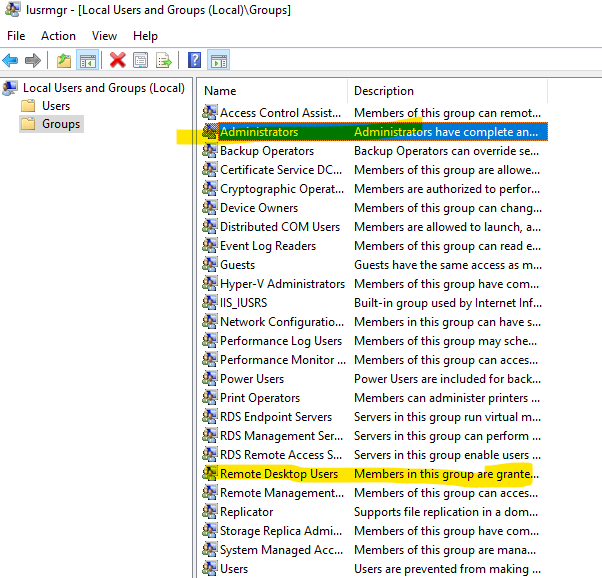 lusrmgr - [Local Users and Groups (Local)\Groups]
File Action View Help
Local Users and Groups (Local)
Users
Groups
Name Description
Access Control Assist... Members of this group can remot...
Administrators Administrators have complete an...
Backup Operators Backup Operators can override se...
Certificate Service DC... Members of this group are allowe...
Cryptographic Operat... Members are authorized to perfor...
Device Owners Members of this group can chang...
Distributed COM Users Members are allowed to launch, a...
Event Log Readers Members of this group can read e...
Guests Guests have the same access as m...
Hyper-V Administrators Members of this group have com...
IIS_IUSRS Built-in group used by Internet Inf...
Network Configuratio... Members in this group can have s...
Performance Log Users Members of this group may sche...
Performance Monitor ... Members of this group can acces...
Power Users Power Users are included for back...
Print Operators Members can administer printers ...
RDS Endpoint Servers Servers in this group run virtual m...
RDS Management Ser... Servers in this group can perform ...
RDS Remote Access S... Servers in this group enable users ...
Remote Desktop Users Members in this group are grante...
Remote Management... Members of this group can acces...
Replicator Supports file replication in a dom...
Storage Replica Admi... Members of this group have com...
System Managed Acc... Members of this group are mana...
Users Users are prevented from making ...